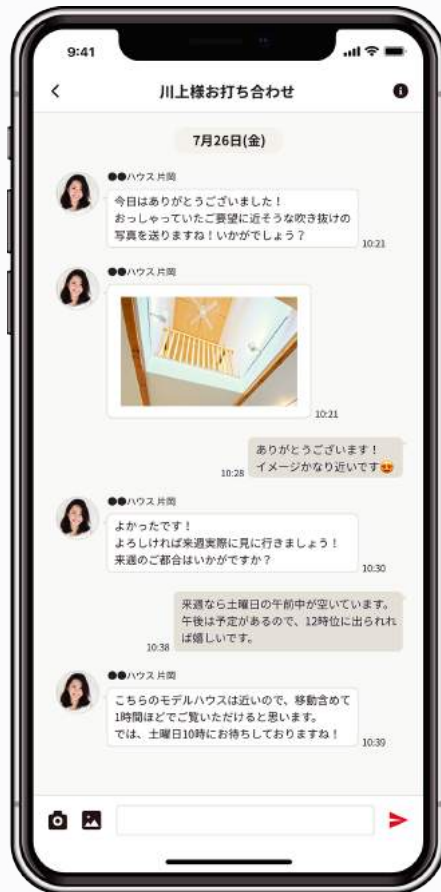 9:41
川上様お打ち合わせ
7月26日(金)
●●ハウス 片岡
今日はありがとうございました！
おっしゃっていたご要望に近そうな吹き抜けの
写真を送りますね！いかがでしょう？
10:21
●●ハウス 片岡
10:21
ありがとうございます！
イメージかなり近いです😍
10:28
●●ハウス 片岡
よかったです！
よろしければ来週実際に見に行きましょう！
来週のご都合はいかがですか？
10:30
来週なら土曜日の午前中が空いています。
午後は予定があるので、12時位に出られれ
ば嬉しいです。
10:38
●●ハウス 片岡
こちらのモデルハウスは近いので、移動含めて
1時間ほどでご覧いただけると思います。
では、土曜日10時にお待ちしておりますね！
10:39